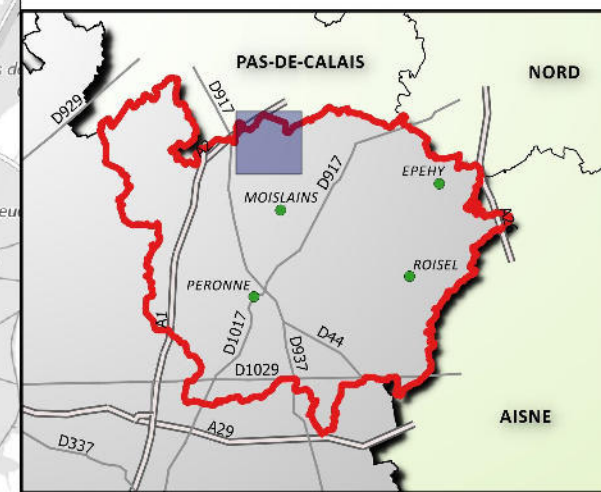 PAS-DE-CALAIS
NORD
D929
D917
A2
D917
EPEHY
MOISLAINS
A26
ROISEL
PERONNE
A1
D1017
D937
D44
D1029
AISNE
A29
D337